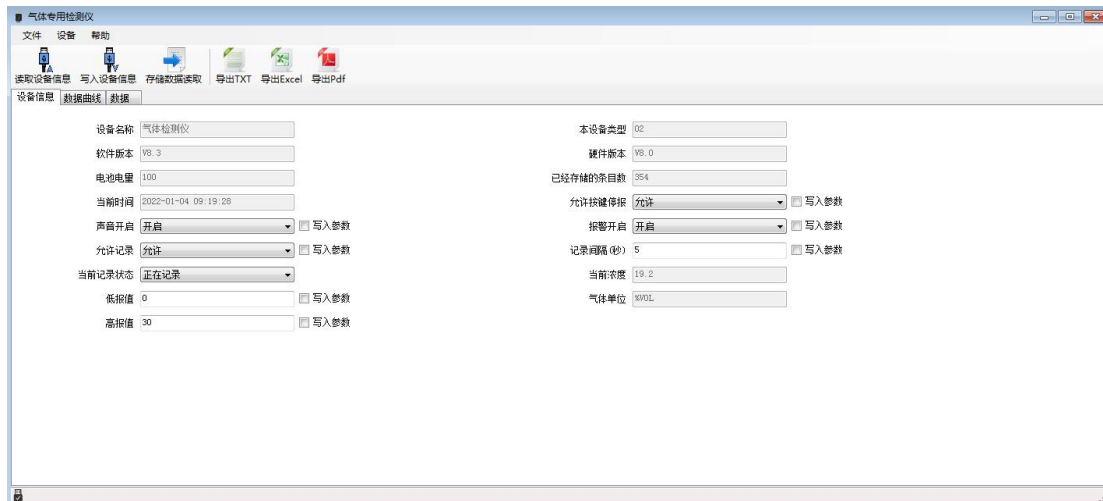 气体专用检测仪
文件 设备 帮助
读取设备信息 写入设备信息 存储数据读取 导出TXT 导出Excel 导出Pdf
设备信息 数据曲线 数据
设备名称 气体检测仪 本设备类型 02
软件版本 V8.3 硬件版本 V8.0
电池电量 100 已经存储的条目数 354
当前时间 2022-01-04 09:19:28 允许按键停报 允许 写入参数
声音开启 开启 写入参数 报警开启 开启 写入参数
允许记录 允许 写入参数 记录间隔(秒) 5 写入参数
当前记录状态 正在记录 当前浓度 19.2
低报值 0 写入参数 气体单位 %VOL
高报值 30 写入参数